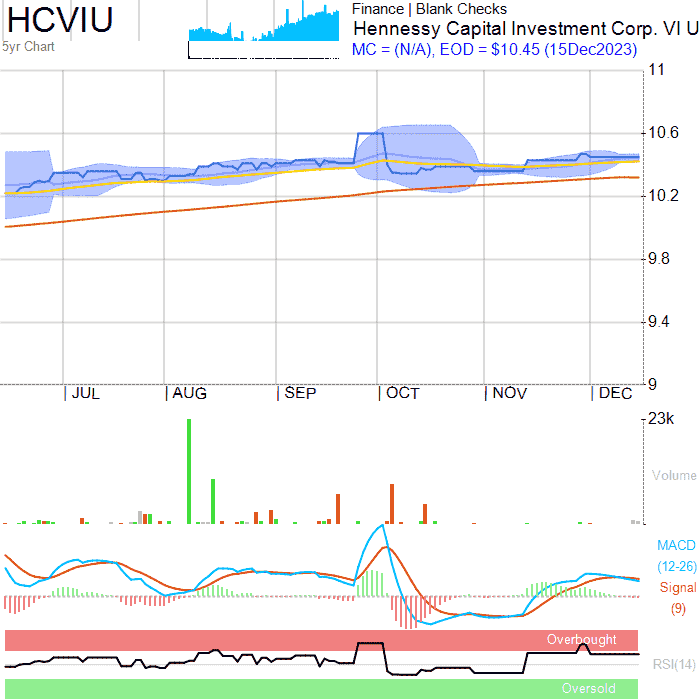 HCVIU
5yr Chart
Finance | Blank Checks
Hennessy Capital Investment Corp. VI U
MC = (N/A), EOD = $10.45 (15Dec2023)
11
10.6
10.2
9.8
9.4
9
JUL AUG SEP OCT NOV DEC
23k
Volume
MACD
(12-26)
Signal
(9)
Overbought
RSI(14)
Oversold